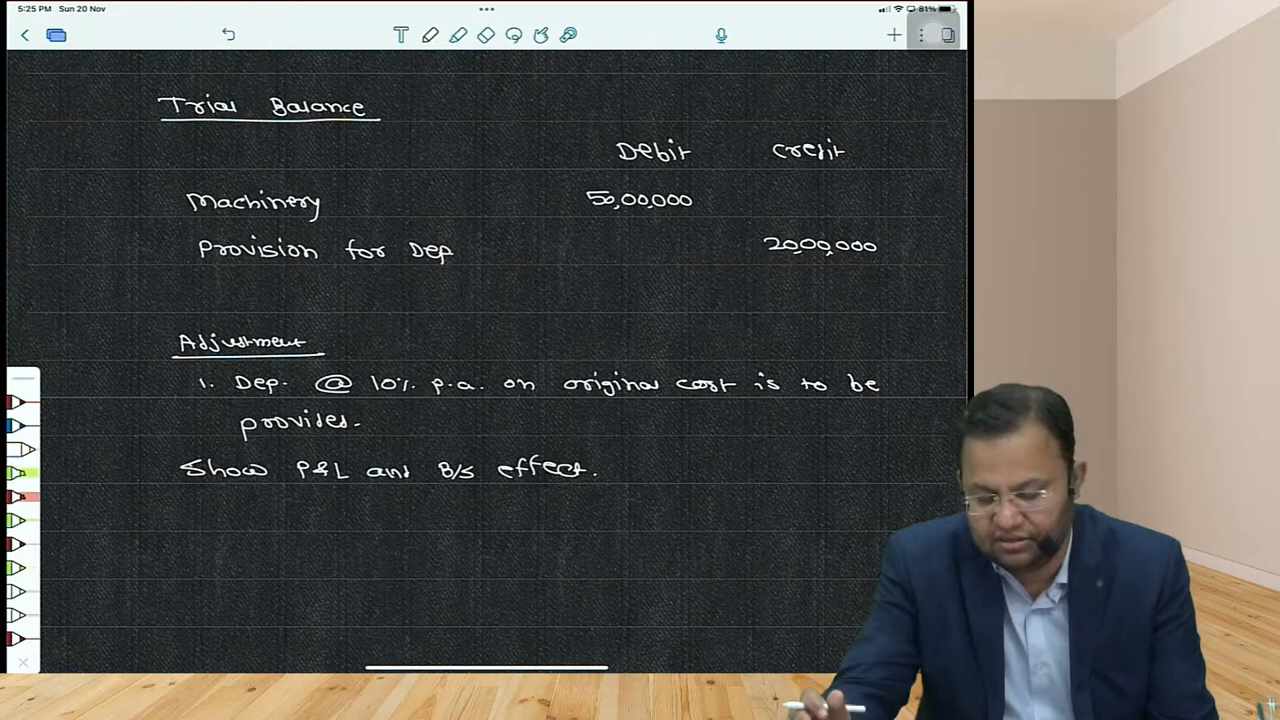 5:25 PM Sun 20 Nov
81%
Trial Balance
Debit Credit
Machinery 50,00,000
Provision for Dep 20,00,000
Adjustment
1. Dep. @ 10% p.a. on original cost is to be
provided.
Show P&L and B/s effect.